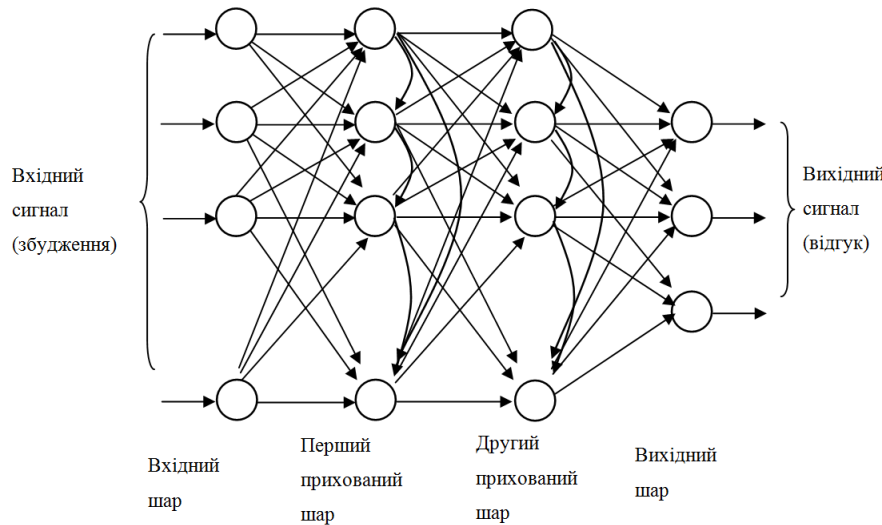 Вхідний
сигнал
(збудження)
Вихідний
сигнал
(відгук)
Вхідний
шар
Перший
прихований
шар
Другий
прихований
шар
Вихідний
шар